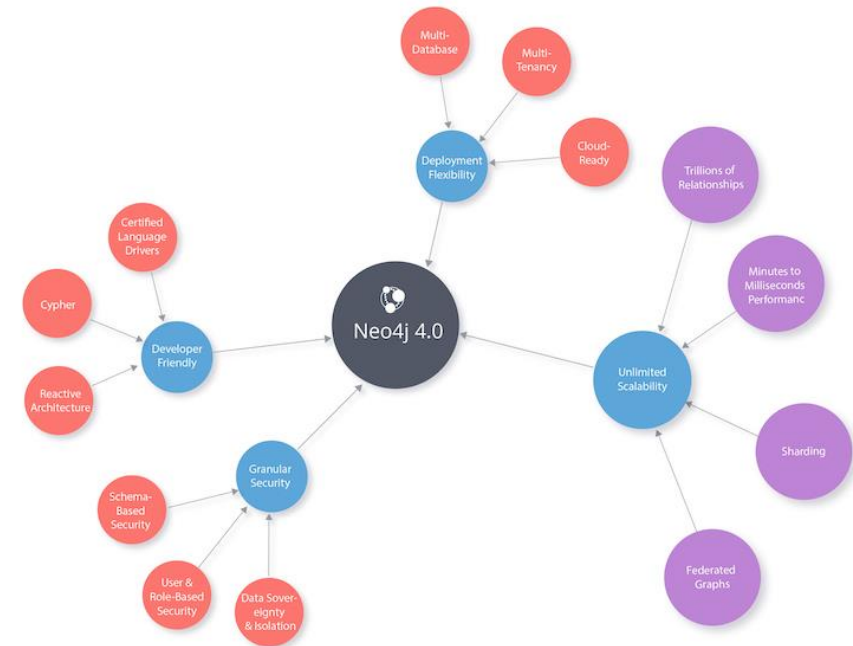 Multi-
Database
Multi-
Tenancy
Cloud-
Ready
Deployment
Flexibility
Trillions of
Relationships
Minutes to
Milliseconds
Performanc
Unlimited
Scalability
Sharding
Federated
Graphs
Neo4j 4.0
Certified
Language
Drivers
Cypher
Reactive
Architecture
Developer
Friendly
Granular
Security
Schema-
Based
Security
User &
Role-Based
Security
Data Sover-
eignty
& Isolation